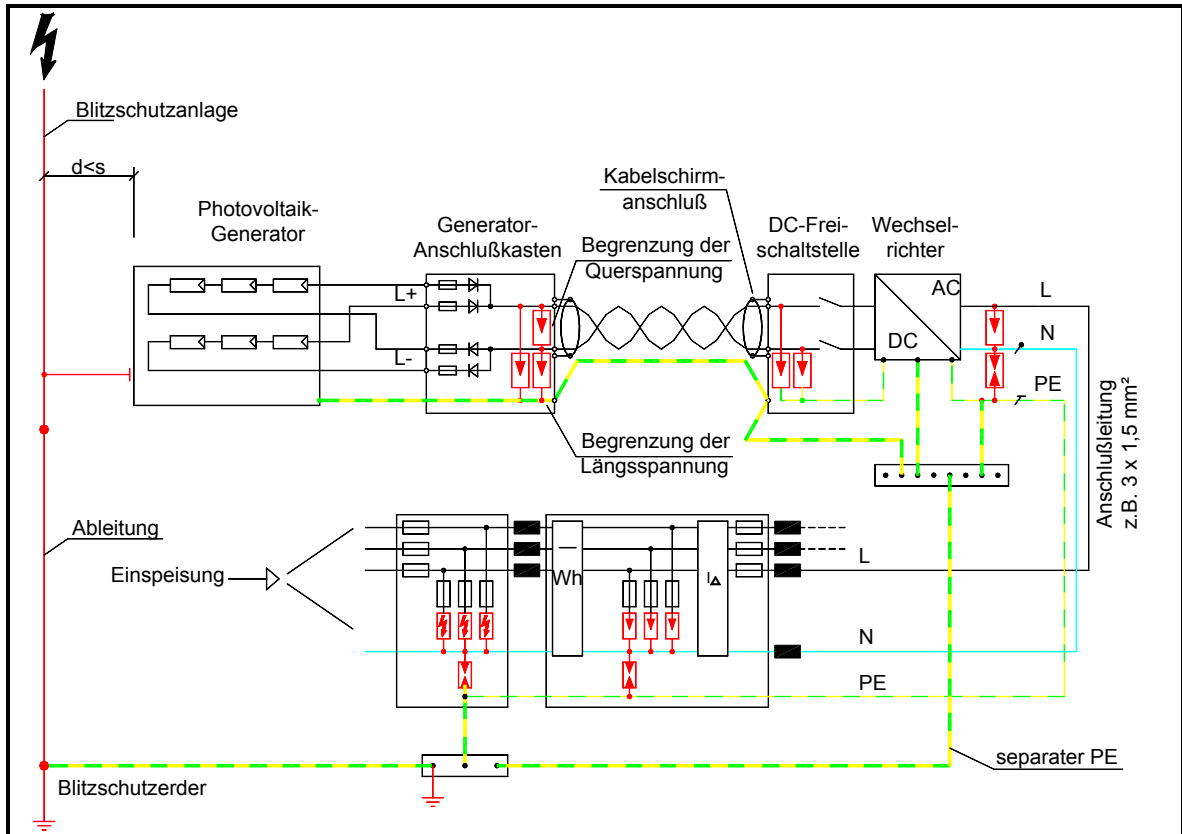 Blitzschutzanlage
d<s
Photovoltaik-
Generator
Generator-
Anschlußkasten
Kabelschirm-
anschluß
Begrenzung der
Querspannung
DC-Frei-
schaltstelle
Wechsel-
richter
L+
L-
AC
DC
L
N
PE
Begrenzung der
Längsspannung
Anschlußleitung
z.B. 3 x 1,5 mm²
Ableitung
Einspeisung
Wh
I∆
L
N
PE
separater PE
Blitzschutzerder